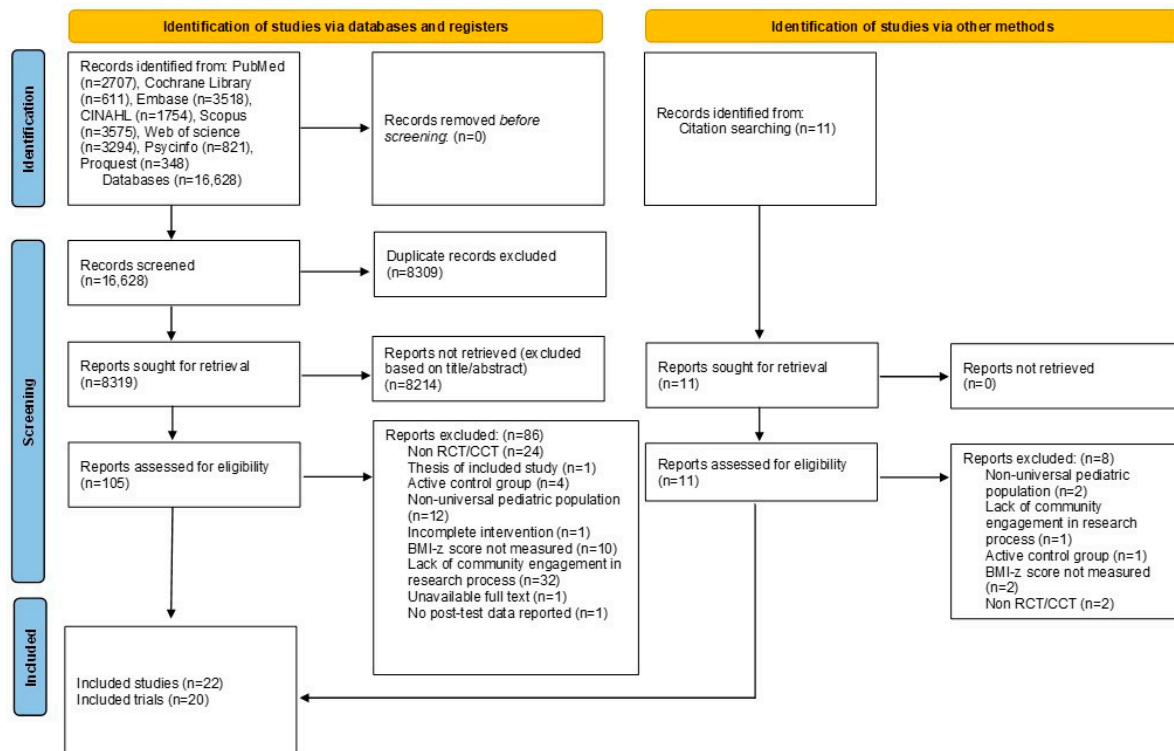 Identification of studies via databases and registers
Identification of studies via other methods
Identification
Records identified from: PubMed
(n=2707), Cochrane Library
(n=611), Embase (n=3518),
CINAHL (n=1754), Scopus
(n=3575), Web of science
(n=3294), Psycinfo (n=821),
Proquest (n=348)
Databases (n=16,628)
Records removed before
screening: (n=0)
Records identified from:
Citation searching (n=11)
Screening
Records screened
(n=16,628)
Duplicate records excluded
(n=8309)
Reports sought for retrieval
(n=8319)
Reports not retrieved (excluded
based on title/abstract)
(n=8214)
Reports sought for retrieval
(n=11)
Reports not retrieved
(n=0)
Reports assessed for eligibility
(n=105)
Reports excluded: (n=86)
Non RCT/CCT (n=24)
Thesis of included study (n=1)
Active control group (n=4)
Non-universal pediatric population
(n=12)
Incomplete intervention (n=1)
BMI-z score not measured (n=10)
Lack of community engagement in
research process (n=32)
Unavailable full text (n=1)
No post-test data reported (n=1)
Reports assessed for eligibility
(n=11)
Reports excluded: (n=8)
Non-universal pediatric
population (n=2)
Lack of community
engagement in research
process (n=1)
Active control group (n=1)
BMI-z score not measured
(n=2)
Non RCT/CCT (n=2)
Included
Included studies (n=22)
Included trials (n=20)